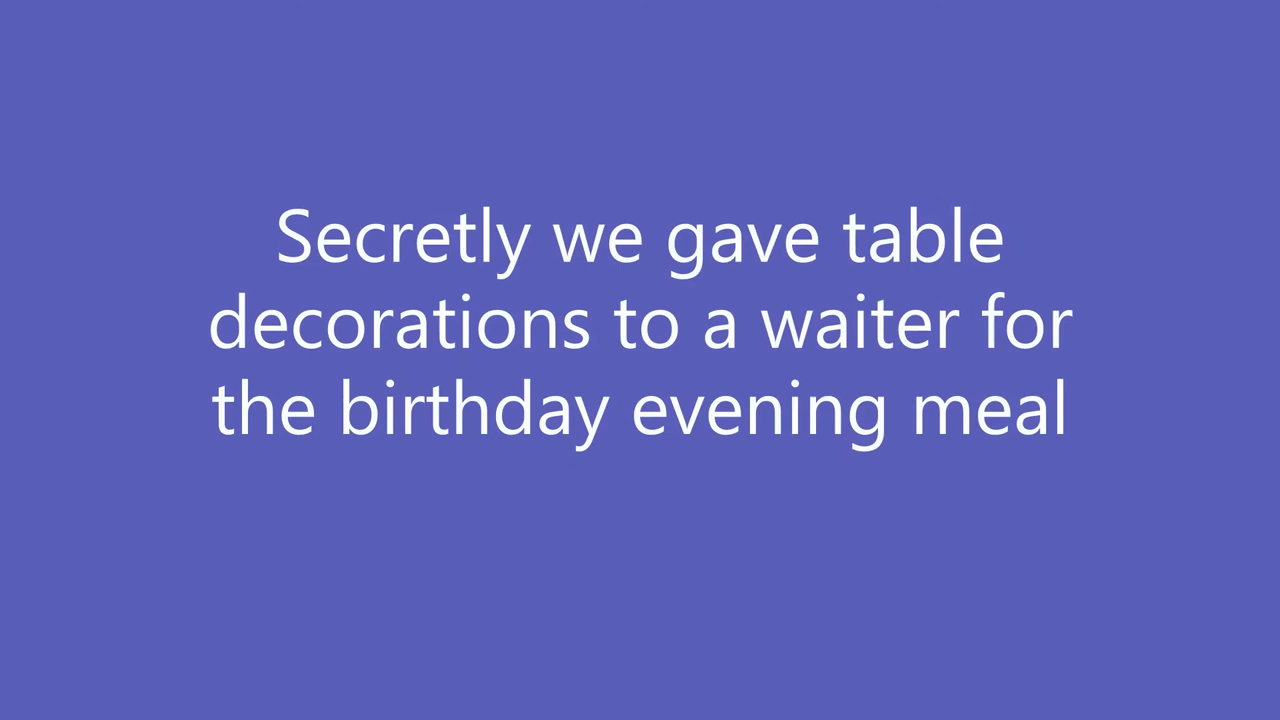 Secretly we gave table
decorations to a waiter for
the birthday evening meal